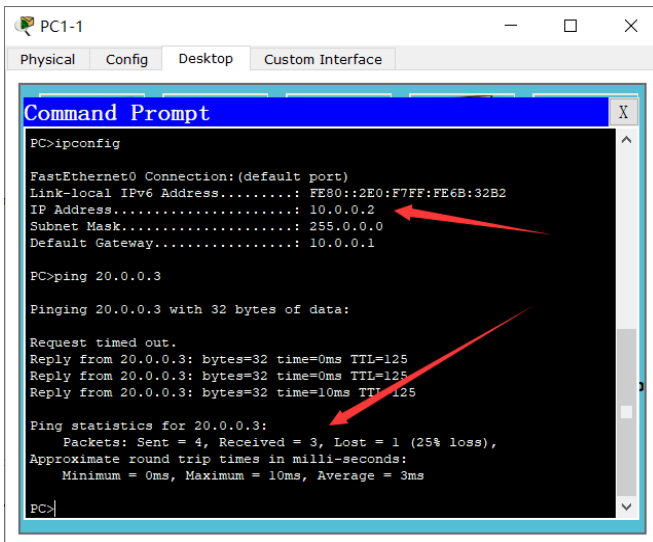 PC1-1
Physical Config Desktop Custom Interface
Command Prompt X
PC>ipconfig
FastEthernet0 Connection:(default port)
Link-local IPv6 Address.........: FE80::2E0:F7FF:FE6B:32B2
IP Address......................: 10.0.0.2
Subnet Mask.....................: 255.0.0.0
Default Gateway.................: 10.0.0.1
PC>ping 20.0.0.3
Pinging 20.0.0.3 with 32 bytes of data:
Request timed out.
Reply from 20.0.0.3: bytes=32 time=0ms TTL=125
Reply from 20.0.0.3: bytes=32 time=0ms TTL=125
Reply from 20.0.0.3: bytes=32 time=10ms TTL=125
Ping statistics for 20.0.0.3:
Packets: Sent = 4, Received = 3, Lost = 1 (25% loss),
Approximate round trip times in milli-seconds:
Minimum = 0ms, Maximum = 10ms, Average = 3ms
PC>